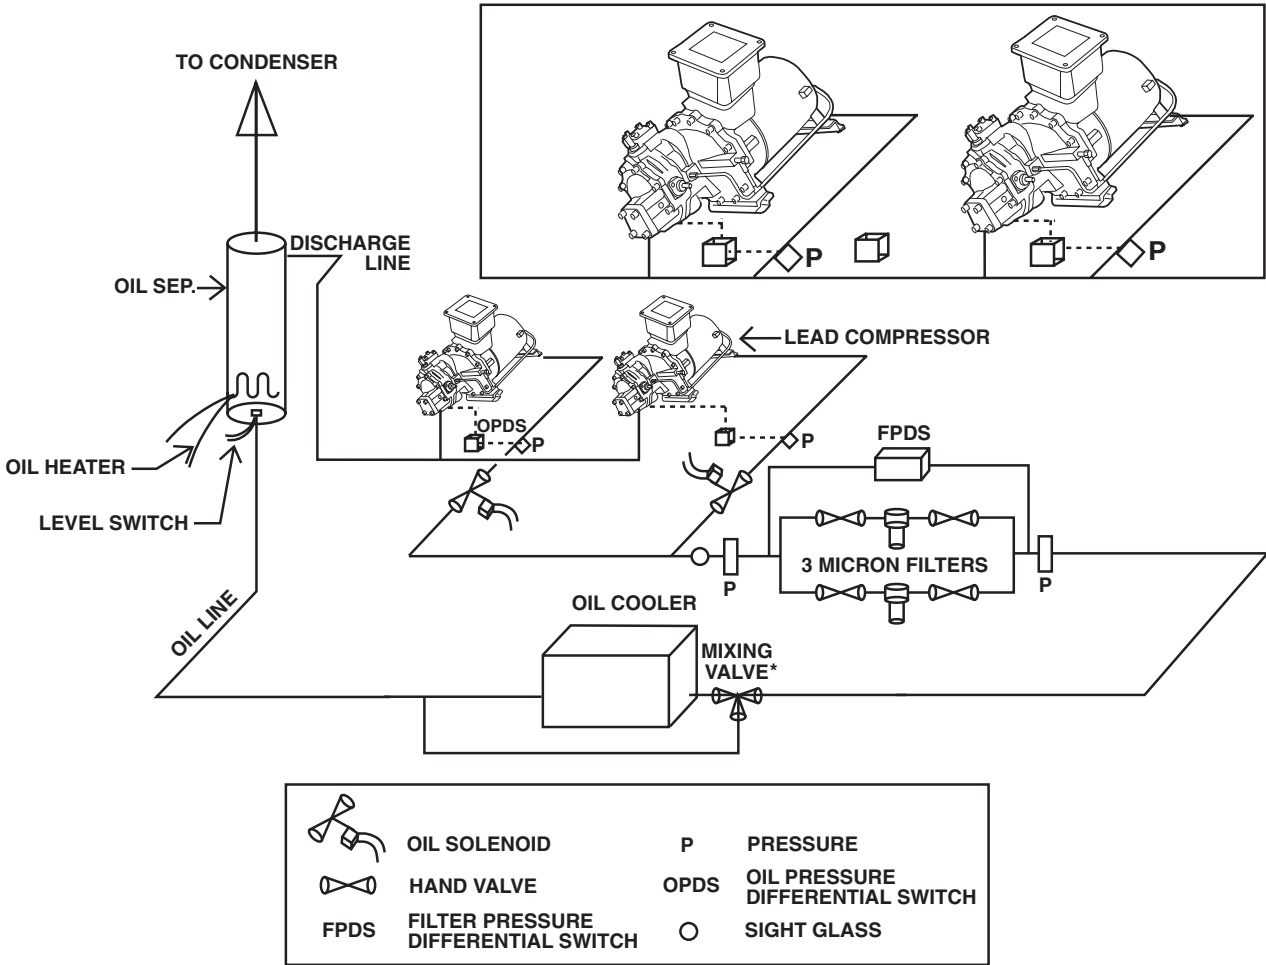 TO CONDENSER
P
P
DISCHARGE
LINE
OIL SEP.
LEAD COMPRESSOR
OPDS
P
P
FPDS
OIL HEATER
LEVEL SWITCH
3 MICRON FILTERS
P
P
OIL LINE
OIL COOLER
MIXING
VALVE*
OIL SOLENOID
P PRESSURE
HAND VALVE
OPDS OIL PRESSURE
DIFFERENTIAL SWITCH
FPDS FILTER PRESSURE
DIFFERENTIAL SWITCH
SIGHT GLASS